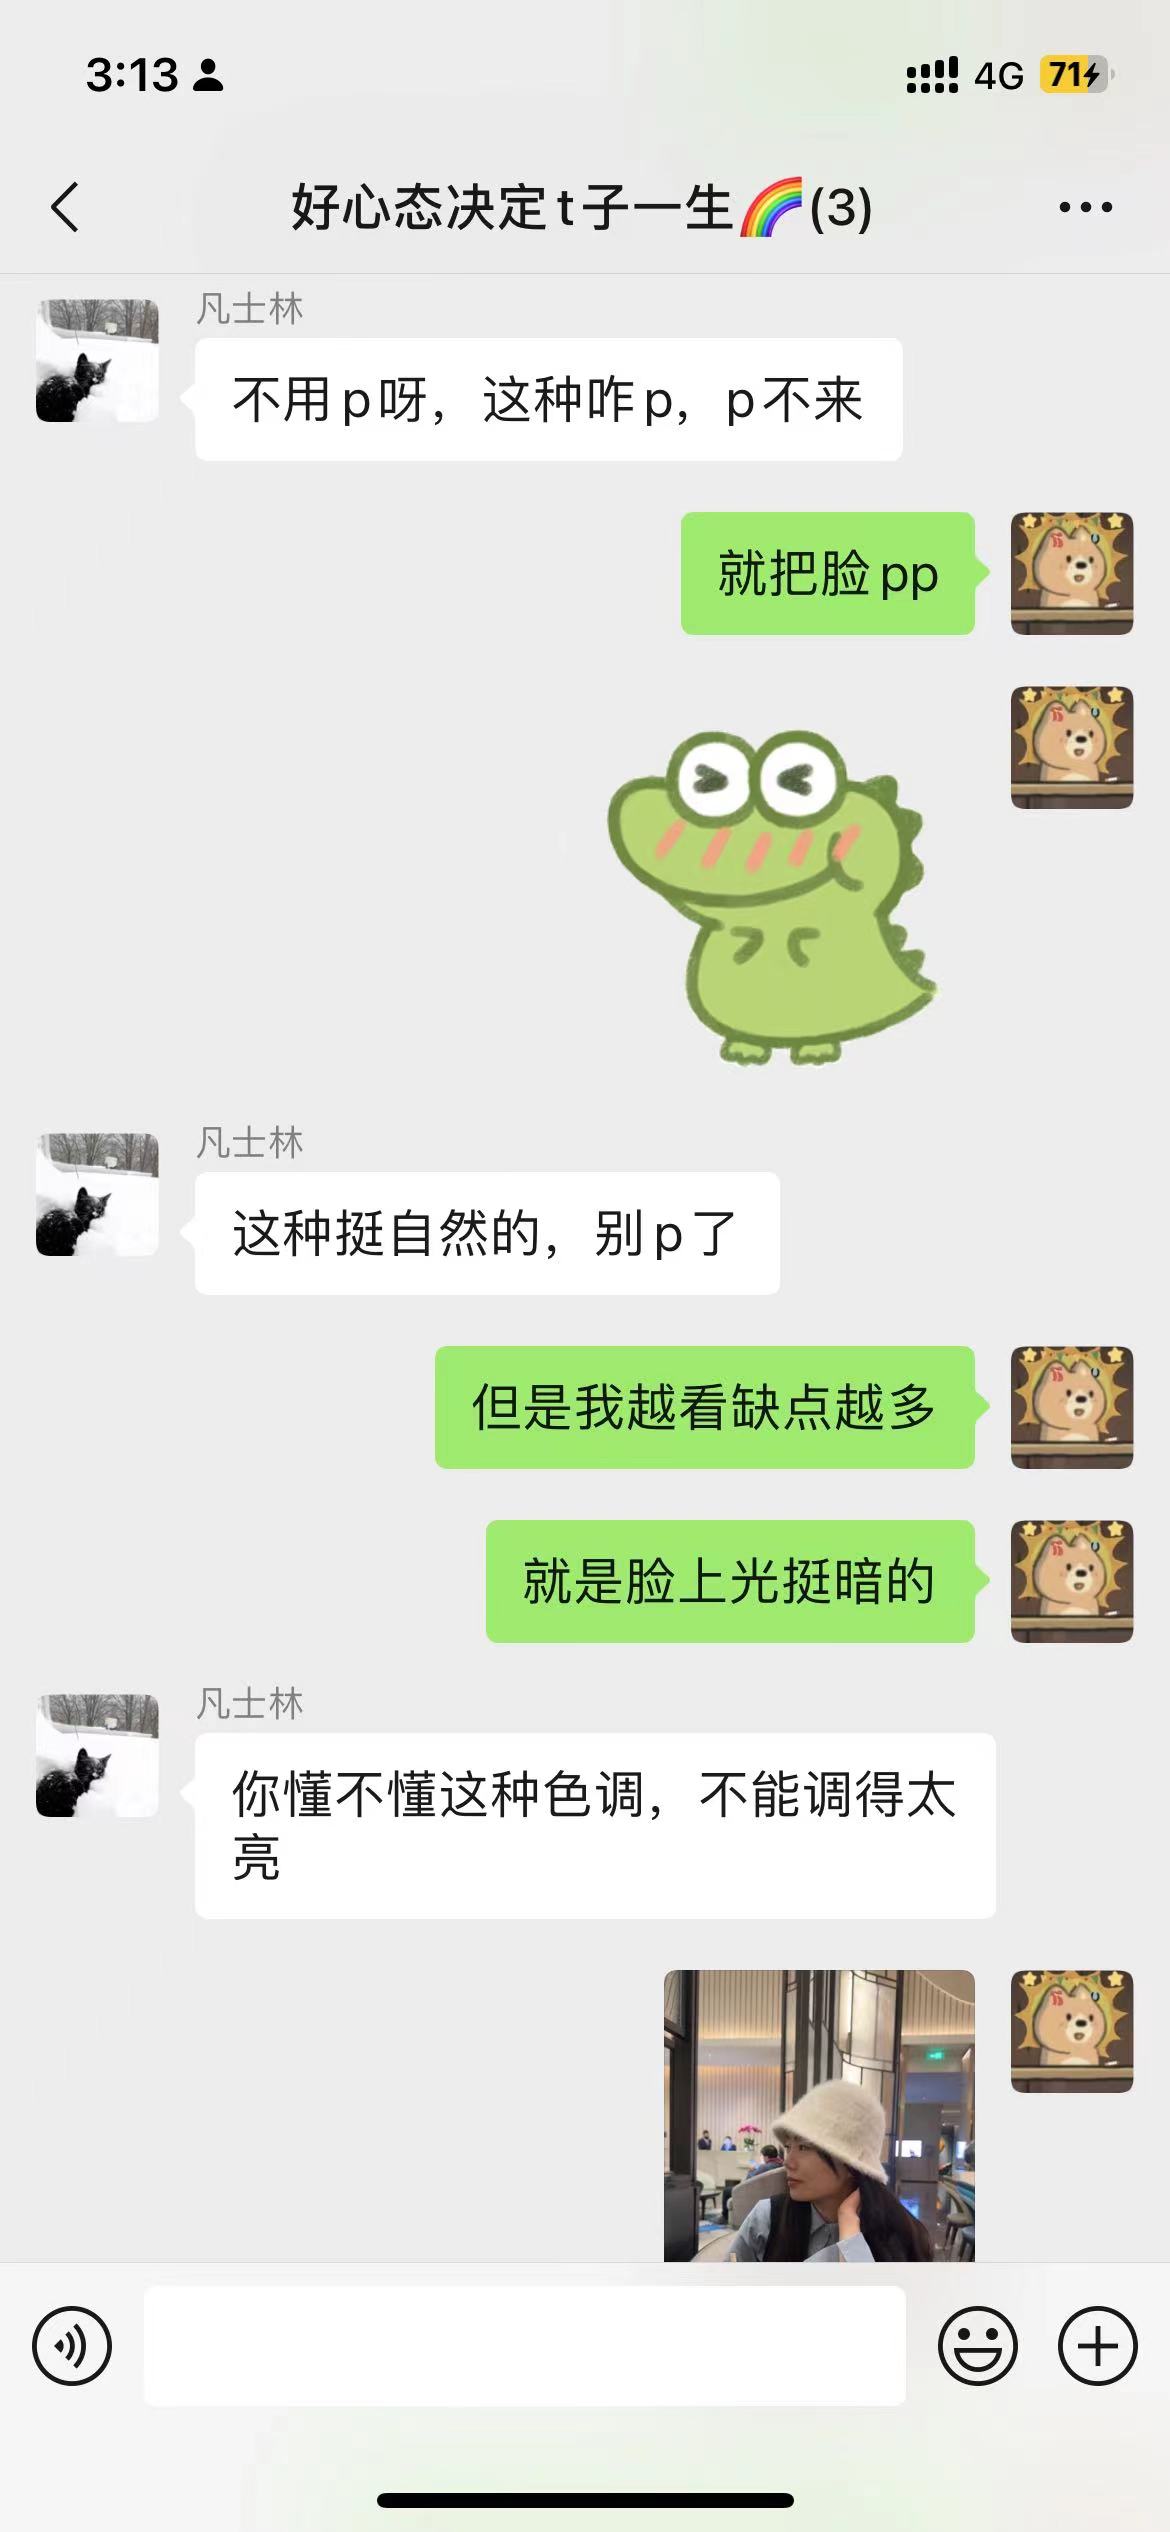 3:13
4G
71
好心态决定t子一生🌈(3)
凡士林
不用p呀，这种咋p，p不来
就把脸pp
凡士林
这种挺自然的，别p了
但是我越看缺点越多
就是脸上光挺暗的
凡士林
你懂不懂这种色调，不能调得太
亮